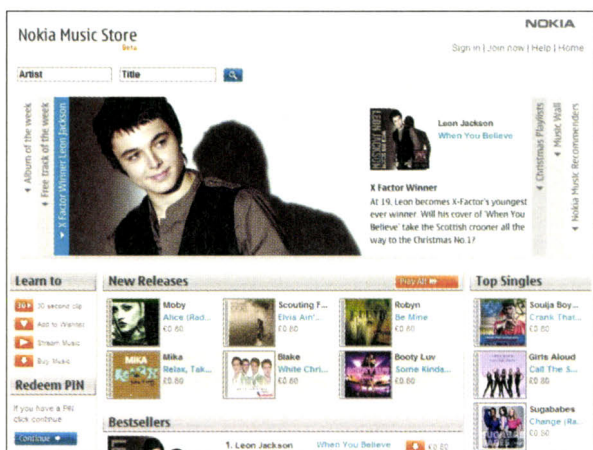 NOKIA
Nokia Music Store
Beta
Sign in | Join now | Help | Home
Artist
Title
Album of the week
Free track of the week
X Factor Winner Leon Jackson
LEON JACKSON
Leon Jackson
When You Believe
X Factor Winner
At 19, Leon becomes X-Factor's youngest
ever winner. Will his cover of 'When You
Believe' take the Scottish crooner all the
way to the Christmas No.1?
Christmas Playlists
Music Wall
Nokia Music Recommenders
Learn to
30 second clip
Add to Wishlist
Stream Music
Buy Music
Redeem PIN
If you have a PIN
click continue
Continue
New Releases
Play All
Moby
Alice (Rad...
£0.80
Scouting F...
Elvis Ain'...
£0.80
Robyn
Be Mine
£0.80
MIKA
Mika
Relax, Tak...
£0.80
Blake
White Chri...
£0.80
Booty Luv
Some Kinda...
£0.80
Bestsellers
1. Leon Jackson
When You Believe
£0.80
Top Singles
Soulja Boy...
Crank That...
£0.80
Girls Aloud
Call The S...
£0.80
Sugababes
Change (Ra...
£0.80